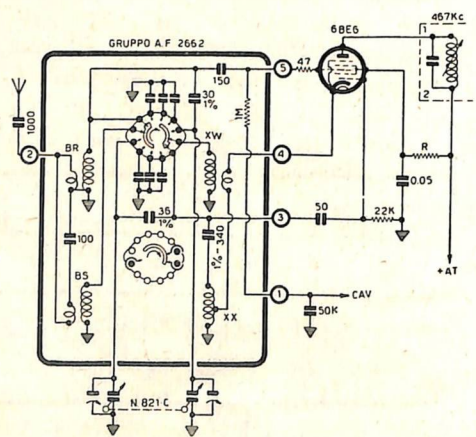 GRUPPO A.F 2662
6BE6
467Kc
1
2
5
47
150
30
1%
1M
1000
2
BR
XW
4
R
0.05
100
36
1%
3
50
22K
1%-340
BS
XX
1
CAV
50K
+AT
N 821 C